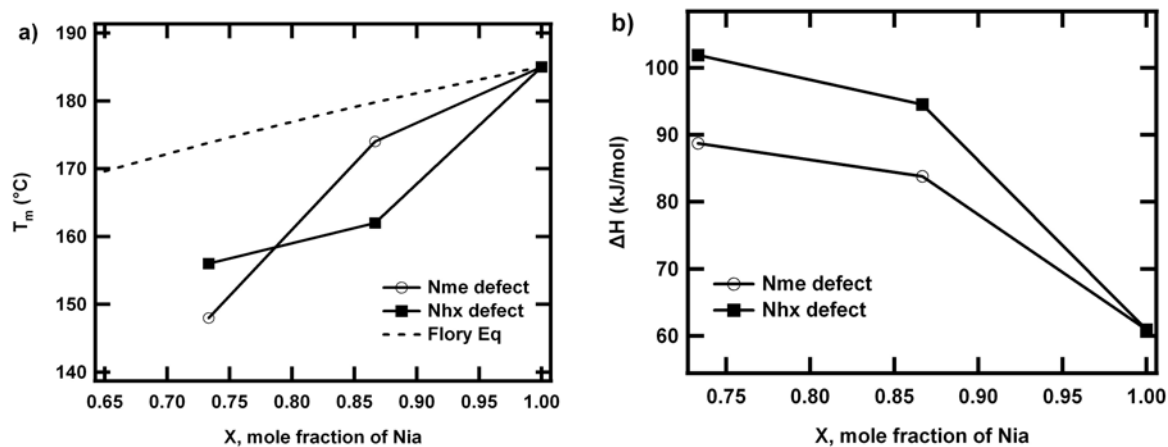 a)
190
180
170
160
150
140
T_m (°C)
0.65 0.70 0.75 0.80 0.85 0.90 0.95 1.00
X, mole fraction of Nia
Nme defect
Nhx defect
Flory Eq
b)
100
90
80
70
60
ΔH (kJ/mol)
0.75 0.80 0.85 0.90 0.95 1.00
X, mole fraction of Nia
Nme defect
Nhx defect